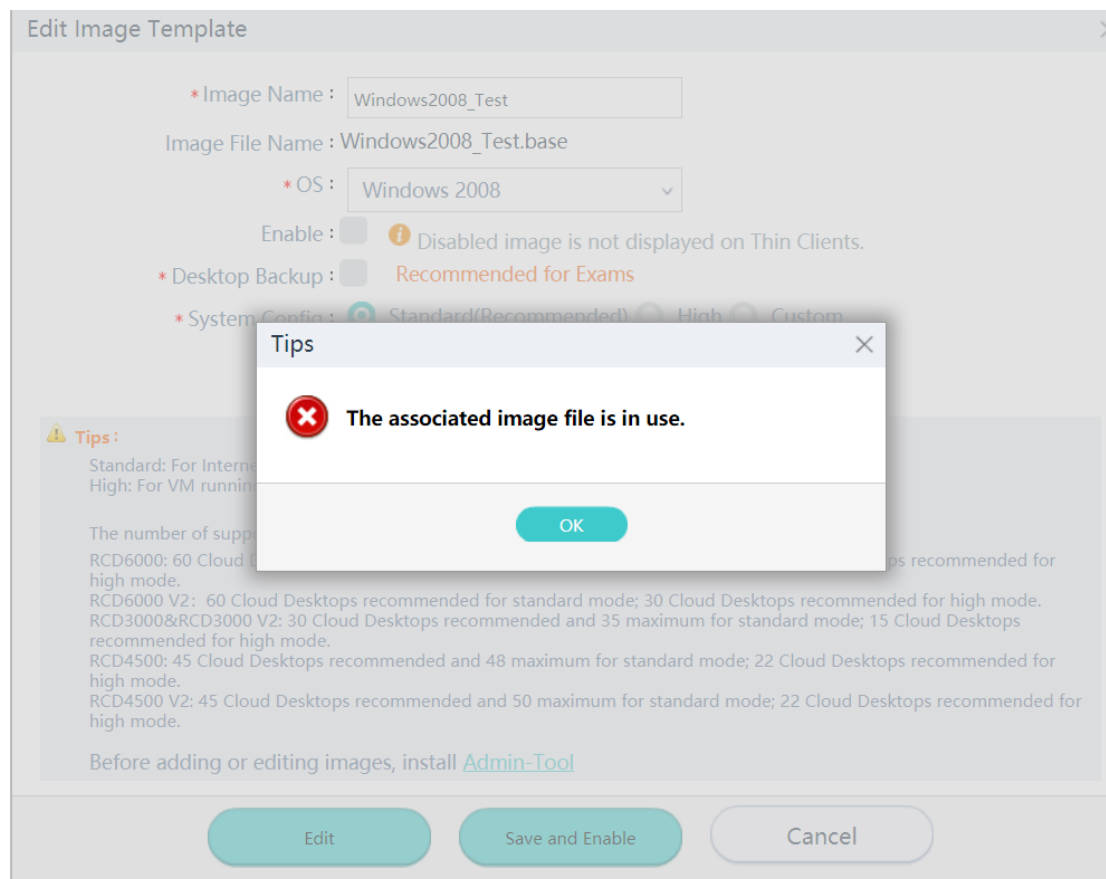 Edit Image Template
* Image Name : Windows2008_Test
Image File Name : Windows2008_Test.base
* OS : Windows 2008
Enable : Disabled image is not displayed on Thin Clients.
* Desktop Backup : Recommended for Exams
* System Config : Standard(Recommended) High Custom
Tips
The associated image file is in use.
OK
Tips :
Standard: For Interne
High: For VM runnin
The number of supp
RCD6000: 60 Cloud ps recommended for
high mode.
RCD6000 V2: 60 Cloud Desktops recommended for standard mode; 30 Cloud Desktops recommended for high mode.
RCD3000&RCD3000 V2: 30 Cloud Desktops recommended and 35 maximum for standard mode; 15 Cloud Desktops
recommended for high mode.
RCD4500: 45 Cloud Desktops recommended and 48 maximum for standard mode; 22 Cloud Desktops recommended for
high mode.
RCD4500 V2: 45 Cloud Desktops recommended and 50 maximum for standard mode; 22 Cloud Desktops recommended for
high mode.
Before adding or editing images, install Admin-Tool
Edit
Save and Enable
Cancel